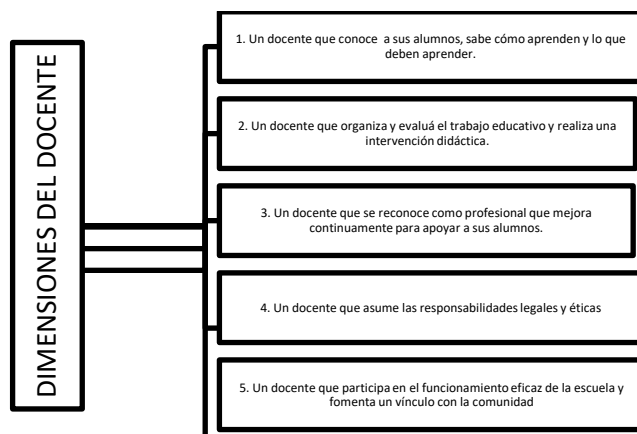 DIMENSIONES DEL DOCENTE
1. Un docente que conoce a sus alumnos, sabe cómo aprenden y lo que
deben aprender.
2. Un docente que organiza y evaluá el trabajo educativo y realiza una
intervención didáctica.
3. Un docente que se reconoce como profesional que mejora
continuamente para apoyar a sus alumnos.
4. Un docente que asume las responsabilidades legales y éticas
5. Un docente que participa en el funcionamiento eficaz de la escuela y
fomenta un vínculo con la comunidad